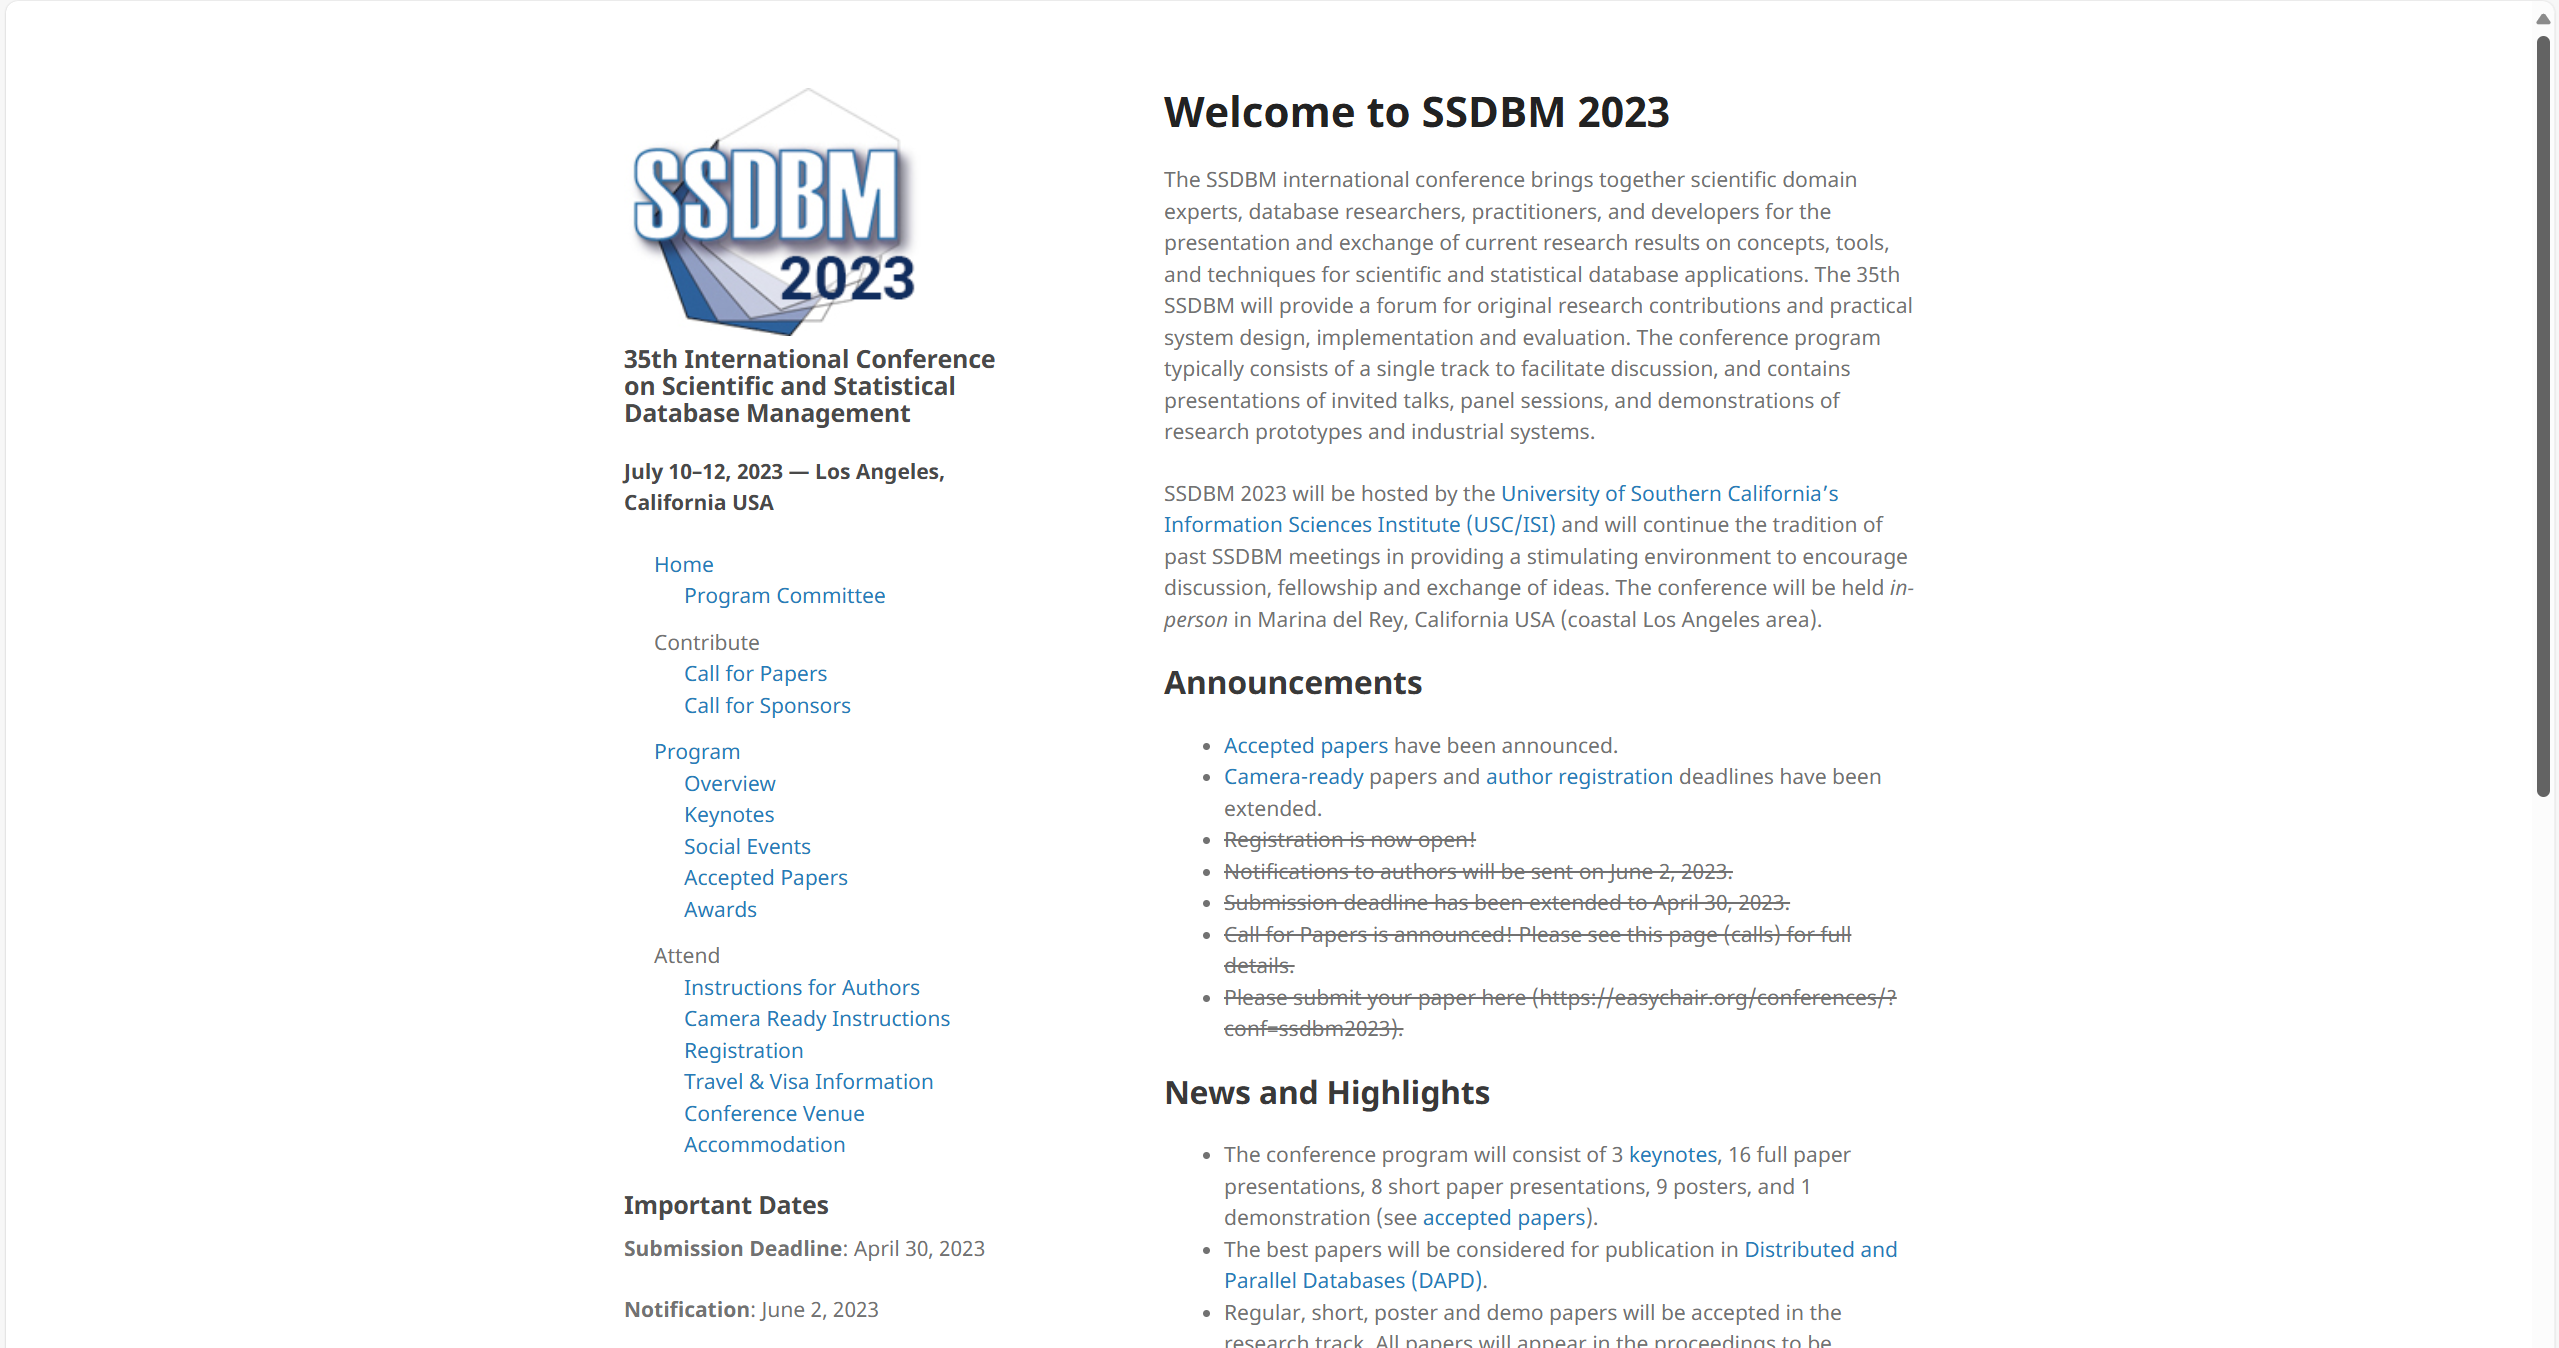 SSDBM
2023
35th International Conference
on Scientific and Statistical
Database Management
July 10–12, 2023 — Los Angeles,
California USA
Home
Program Committee
Contribute
Call for Papers
Call for Sponsors
Program
Overview
Keynotes
Social Events
Accepted Papers
Awards
Attend
Instructions for Authors
Camera Ready Instructions
Registration
Travel & Visa Information
Conference Venue
Accommodation
Important Dates
Submission Deadline: April 30, 2023
Notification: June 2, 2023
Welcome to SSDBM 2023
The SSDBM international conference brings together scientific domain
experts, database researchers, practitioners, and developers for the
presentation and exchange of current research results on concepts, tools,
and techniques for scientific and statistical database applications. The 35th
SSDBM will provide a forum for original research contributions and practical
system design, implementation and evaluation. The conference program
typically consists of a single track to facilitate discussion, and contains
presentations of invited talks, panel sessions, and demonstrations of
research prototypes and industrial systems.
SSDBM 2023 will be hosted by the University of Southern California’s
Information Sciences Institute (USC/ISI) and will continue the tradition of
past SSDBM meetings in providing a stimulating environment to encourage
discussion, fellowship and exchange of ideas. The conference will be held in-
person in Marina del Rey, California USA (coastal Los Angeles area).
Announcements
• Accepted papers have been announced.
• Camera-ready papers and author registration deadlines have been
extended.
• Registration is now open!
• Notifications to authors will be sent on June 2, 2023.
• Submission deadline has been extended to April 30, 2023.
• Call for Papers is announced! Please see this page (calls) for full
details.
• Please submit your paper here (https://easychair.org/conferences/?
conf=ssdbm2023).
News and Highlights
• The conference program will consist of 3 keynotes, 16 full paper
presentations, 8 short paper presentations, 9 posters, and 1
demonstration (see accepted papers).
• The best papers will be considered for publication in Distributed and
Parallel Databases (DAPD).
• Regular, short, poster and demo papers will be accepted in the
research track. All papers will appear in the proceedings to be